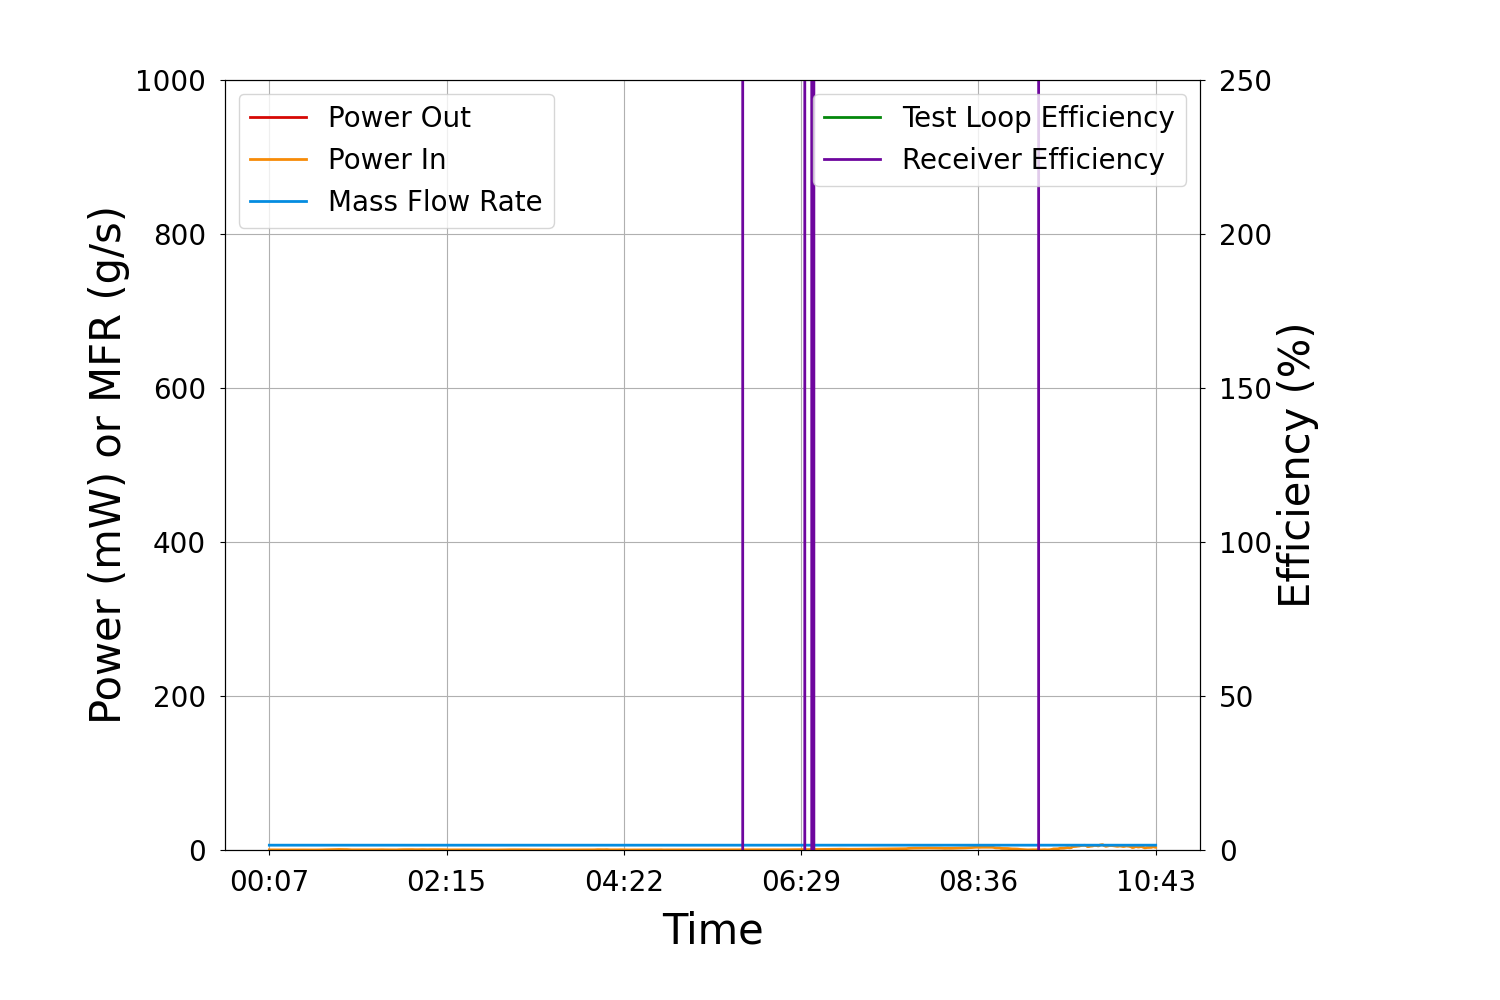 Power Out
Power In
Mass Flow Rate
Test Loop Efficiency
Receiver Efficiency
1000
800
600
400
200
0
Power (mW) or MFR (g/s)
250
200
150
100
50
0
Efficiency (%)
00:07 02:15 04:22 06:29 08:36 10:43
Time